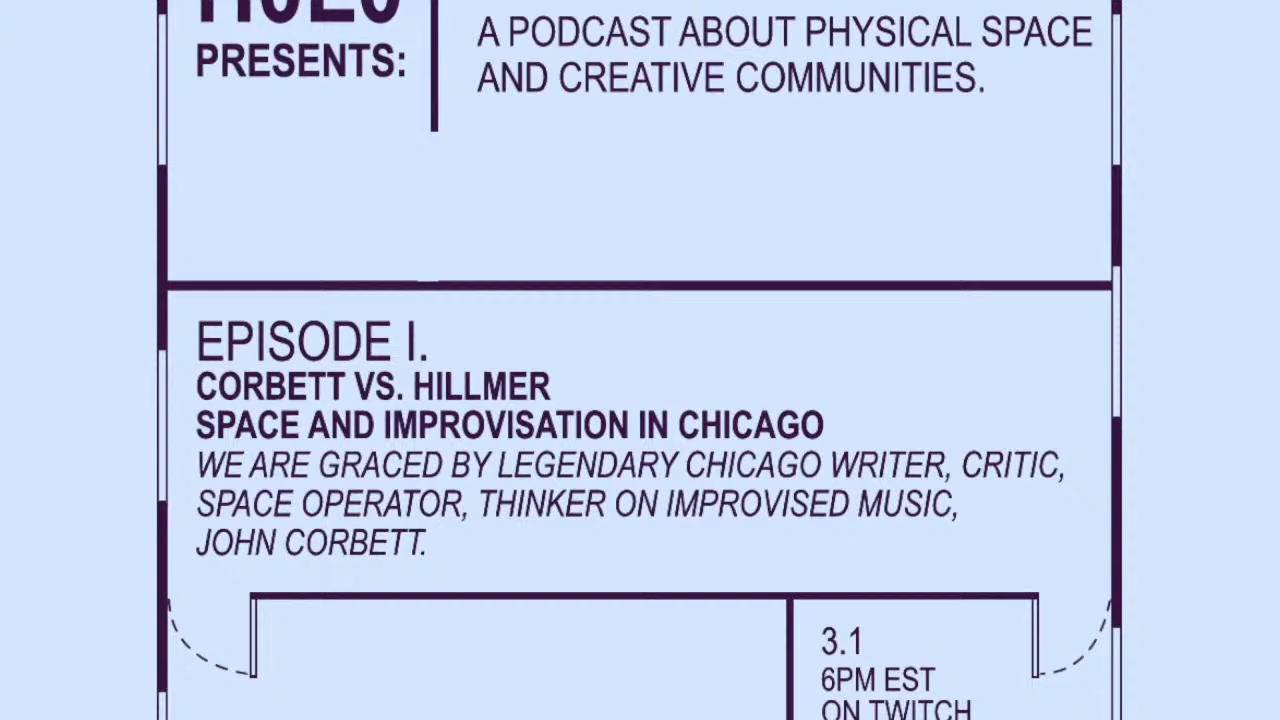 PRESENTS:
A PODCAST ABOUT PHYSICAL SPACE
AND CREATIVE COMMUNITIES.
EPISODE I.
CORBETT VS. HILLMER
SPACE AND IMPROVISATION IN CHICAGO
WE ARE GRACED BY LEGENDARY CHICAGO WRITER, CRITIC,
SPACE OPERATOR, THINKER ON IMPROVISED MUSIC,
JOHN CORBETT.
3.1
6PM EST
ON TWITCH